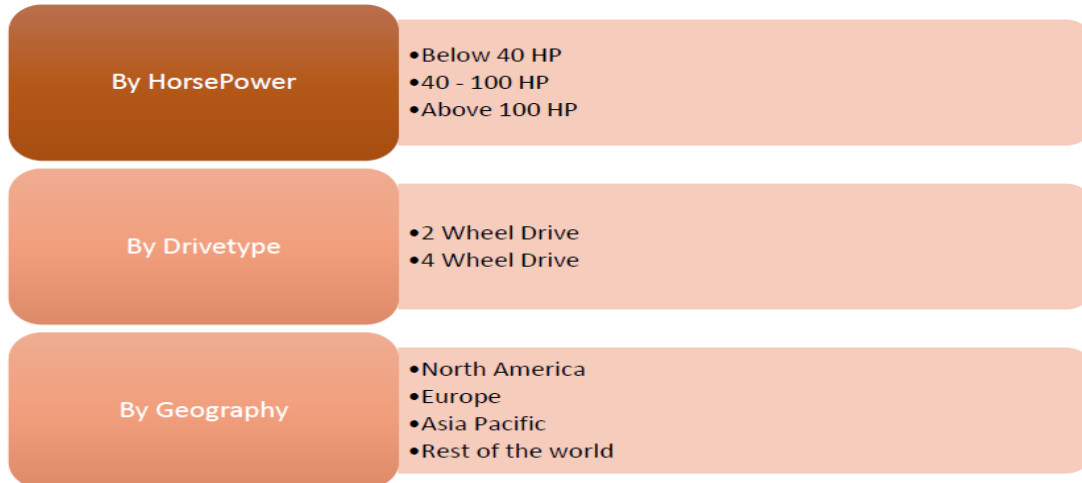 By HorsePower
•Below 40 HP
•40 - 100 HP
•Above 100 HP
By Drivetype
•2 Wheel Drive
•4 Wheel Drive
By Geography
•North America
•Europe
•Asia Pacific
•Rest of the world